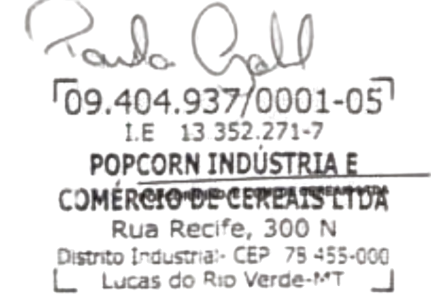 Paula Gall
09.404.937/0001-05
I.E 13 352.271-7
POPCORN INDÚSTRIA E
COMÉRCIO DE CEREAIS LTDA
Rua Recife, 300 N
Distrito Industrial- CEP 78 455-000
Lucas do Rio Verde-MT